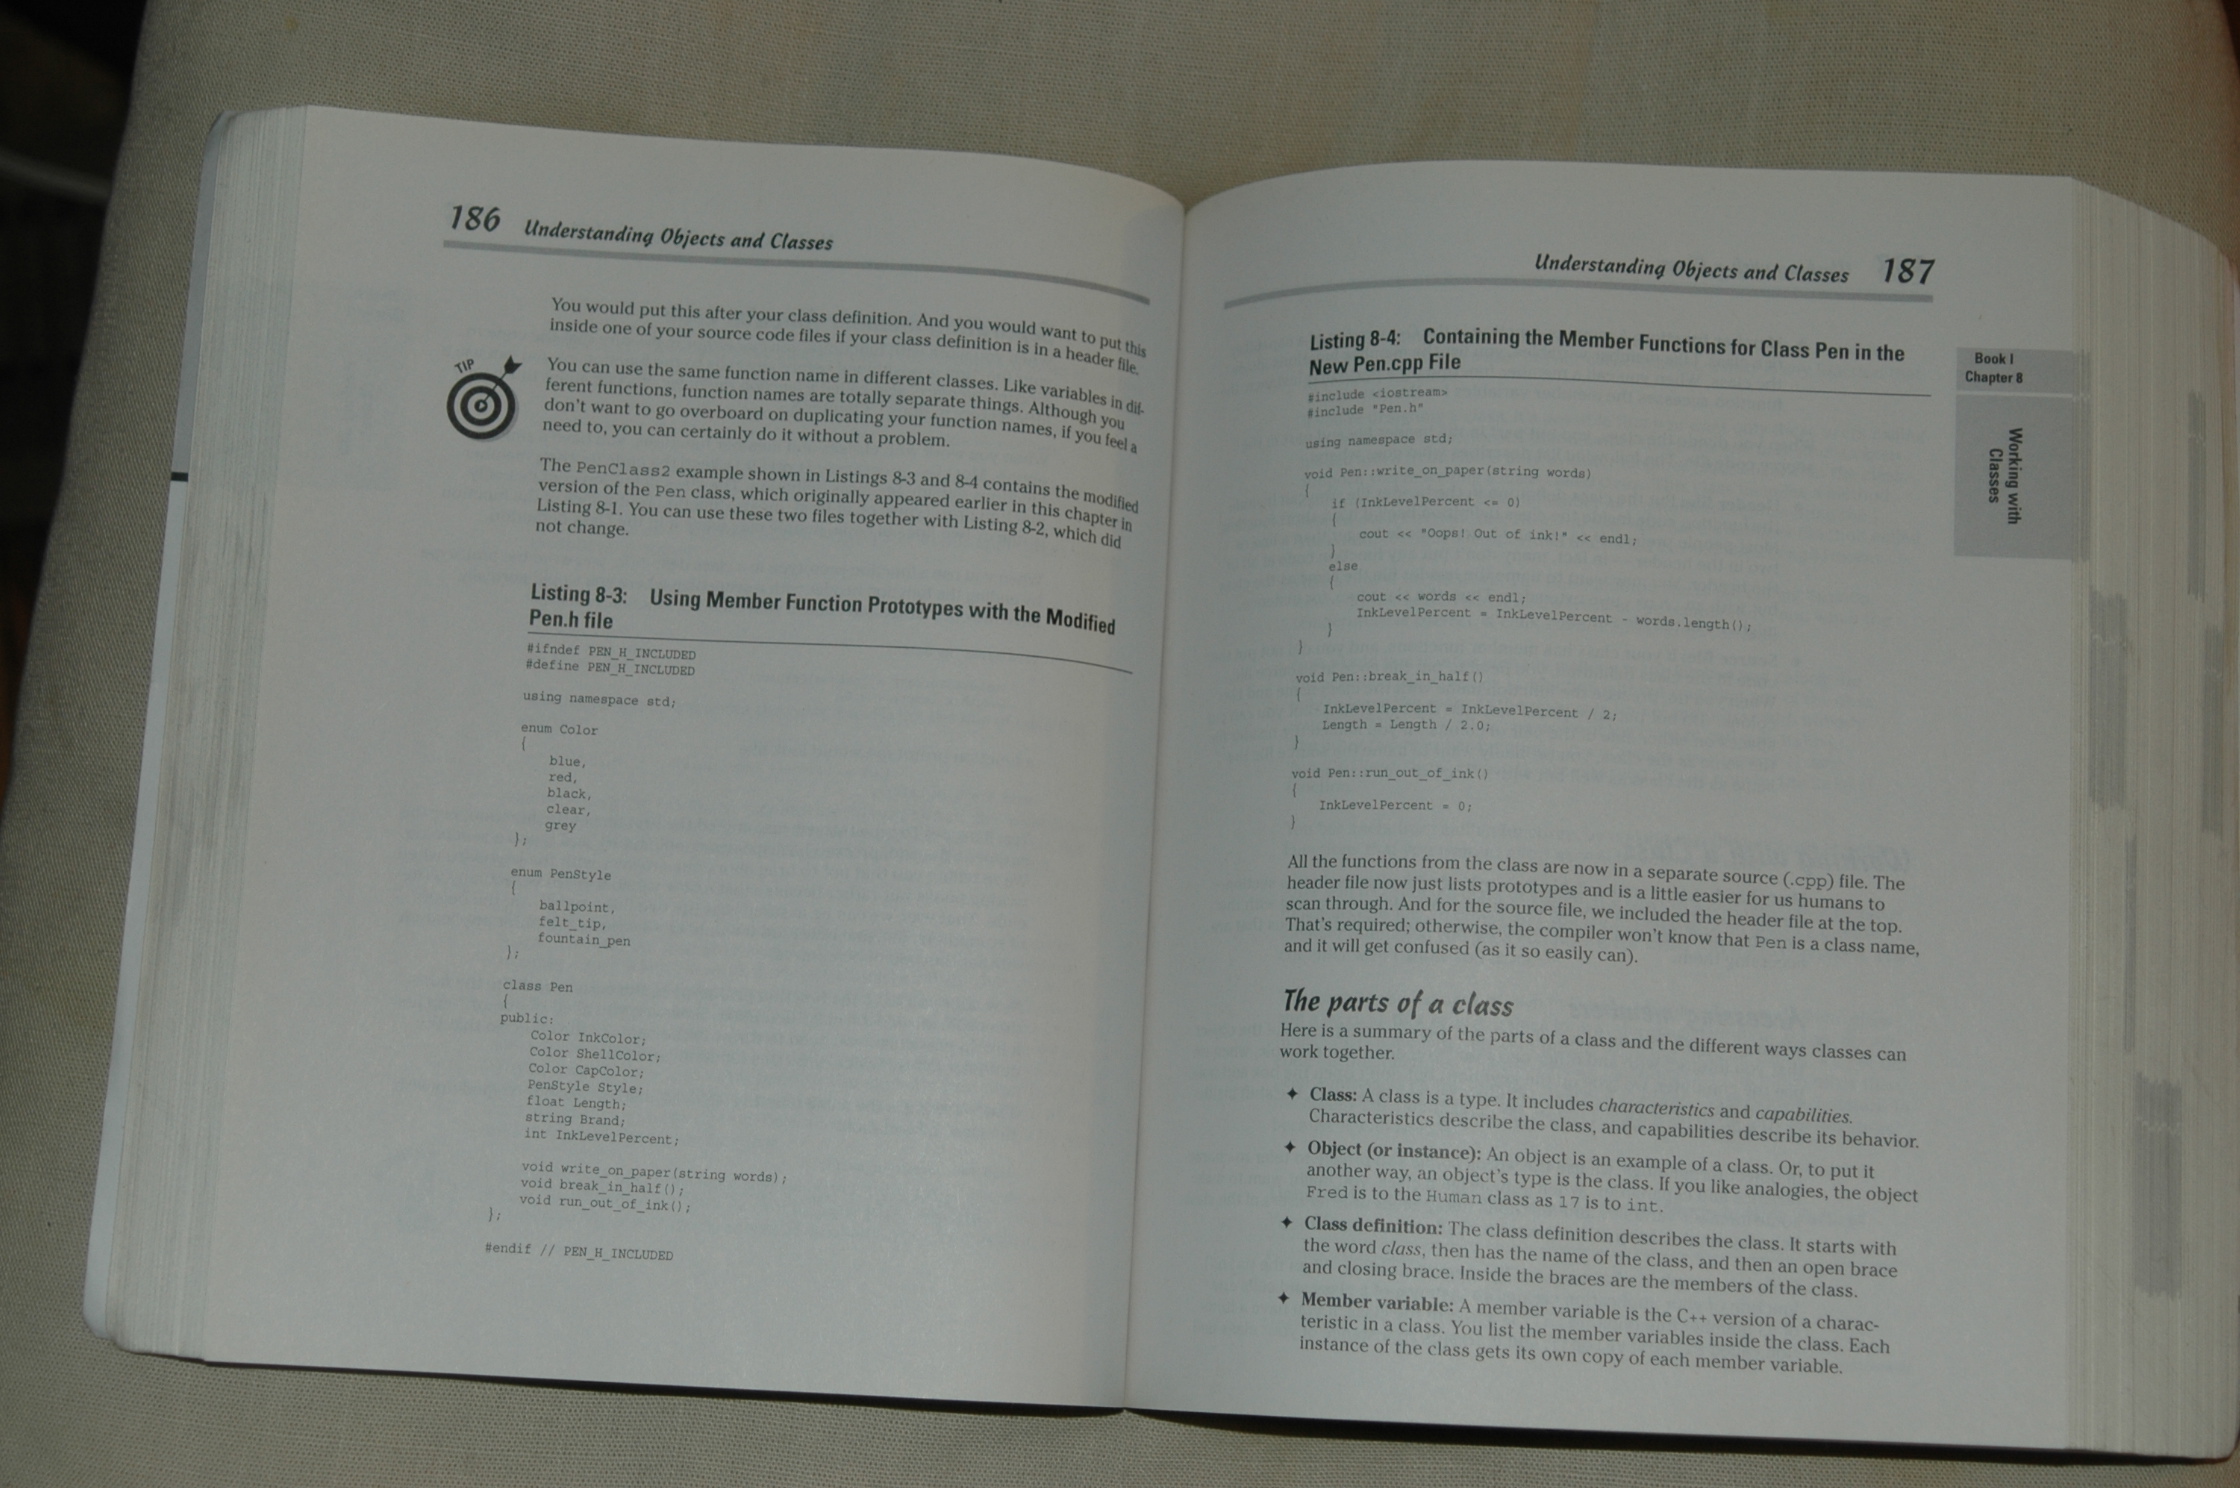 186 Understanding Objects and Classes
You would put this after your class definition. And you would want to put this
inside one of your source code files if your class definition is in a header file.
TIP
You can use the same function name in different classes. Like variables in dif-
ferent functions, function names are totally separate things. Although you
don't want to go overboard on duplicating your function names, if you feel a
need to, you can certainly do it without a problem.
The PenClass2 example shown in Listings 8-3 and 8-4 contains the modified
version of the Pen class, which originally appeared earlier in this chapter in
Listing 8-1. You can use these two files together with Listing 8-2, which did
not change.
Listing 8-3: Using Member Function Prototypes with the Modified
Pen.h file
#ifndef PEN_H_INCLUDED
#define PEN_H_INCLUDED
using namespace std;
enum Color
{
blue,
red,
black,
clear,
grey
};
enum PenStyle
{
ballpoint,
felt_tip,
fountain_pen
};
class Pen
{
public:
Color InkColor;
Color ShellColor;
Color CapColor;
PenStyle Style;
float Length;
string Brand;
int InkLevelPercent;
void write_on_paper(string words);
void break_in_half();
void run_out_of_ink();
};
#endif // PEN_H_INCLUDED
Understanding Objects and Classes 187
Listing 8-4: Containing the Member Functions for Class Pen in the
New Pen.cpp File
#include <iostream>
#include "Pen.h"
using namespace std;
void Pen::write_on_paper(string words)
{
if (InkLevelPercent <= 0)
{
cout << "Oops! Out of ink!" << endl;
}
else
{
cout << words << endl;
InkLevelPercent = InkLevelPercent - words.length();
}
}
void Pen::break_in_half()
{
InkLevelPercent = InkLevelPercent / 2;
Length = Length / 2.0;
}
void Pen::run_out_of_ink()
{
InkLevelPercent = 0;
}
All the functions from the class are now in a separate source (.cpp) file. The
header file now just lists prototypes and is a little easier for us humans to
scan through. And for the source file, we included the header file at the top.
That's required; otherwise, the compiler won't know that Pen is a class name,
and it will get confused (as it so easily can).
The parts of a class
Here is a summary of the parts of a class and the different ways classes can
work together.
✦ Class: A class is a type. It includes characteristics and capabilities.
Characteristics describe the class, and capabilities describe its behavior.
✦ Object (or instance): An object is an example of a class. Or, to put it
another way, an object's type is the class. If you like analogies, the object
Fred is to the Human class as 17 is to int.
✦ Class definition: The class definition describes the class. It starts with
the word class, then has the name of the class, and then an open brace
and closing brace. Inside the braces are the members of the class.
✦ Member variable: A member variable is the C++ version of a charac-
teristic in a class. You list the member variables inside the class. Each
instance of the class gets its own copy of each member variable.
Book I
Chapter 8
Working with
Classes